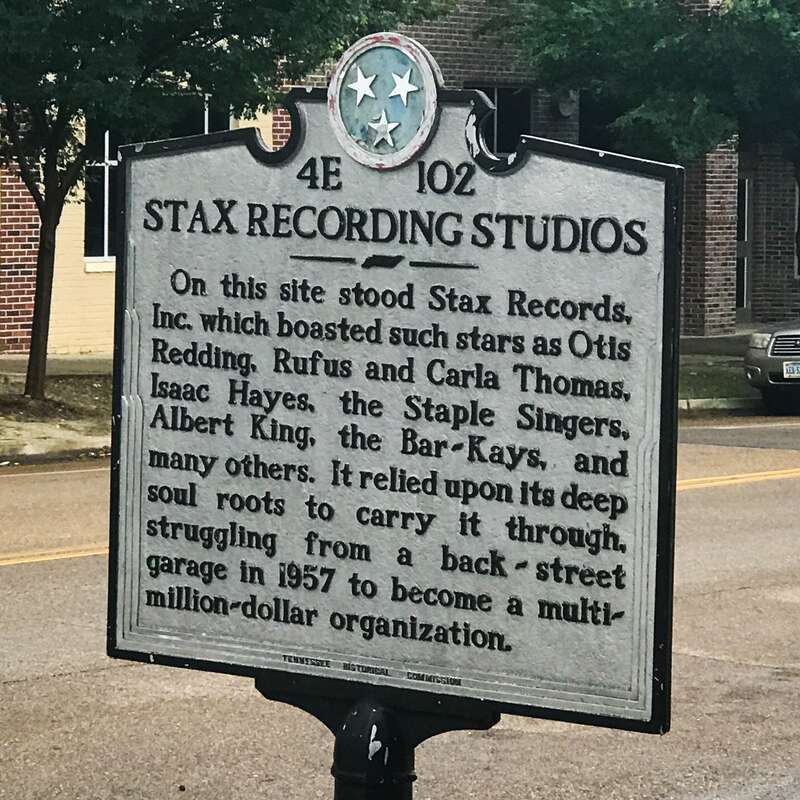 4E 102
STAX RECORDING STUDIOS
On this site stood Stax Records,
Inc. which boasted such stars as Otis
Redding, Rufus and Carla Thomas,
Isaac Hayes, the Staple Singers,
Albert King, the Bar-Kays, and
many others. It relied upon its deep
soul roots to carry it through,
struggling from a back-street
garage in 1957 to become a multi-
million-dollar organization.
TENNESSEE HISTORICAL COMMISSION